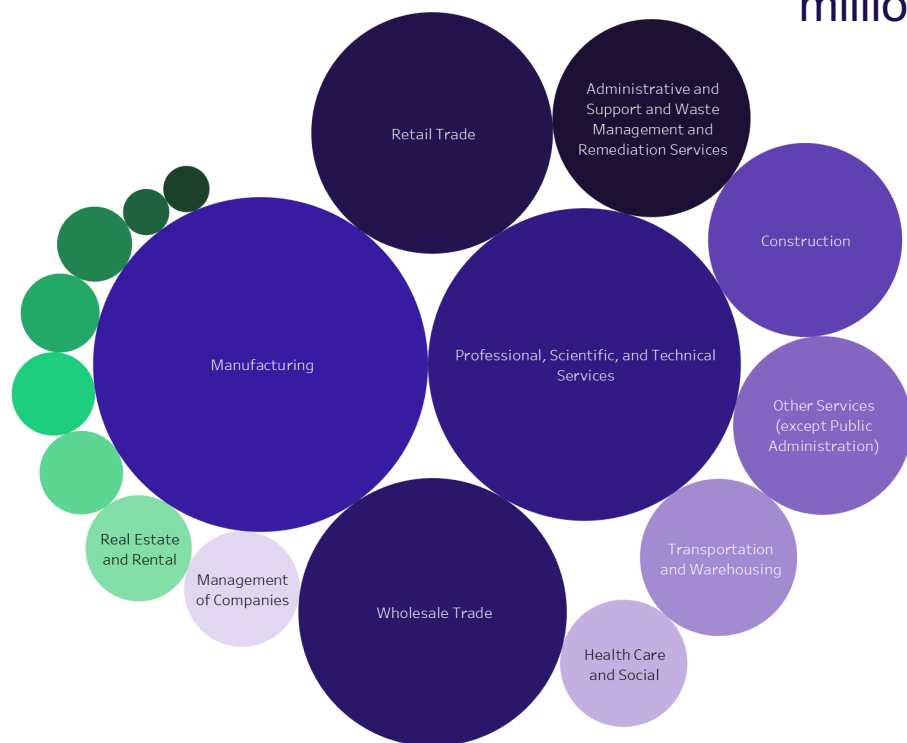 Administrative and
Support and Waste
Management and
Remediation Services
Retail Trade
Construction
Manufacturing
Professional, Scientific, and Technical
Services
Other Services
(except Public
Administration)
Real Estate
and Rental
Management
of Companies
Transportation
and Warehousing
Wholesale Trade
Health Care
and Social